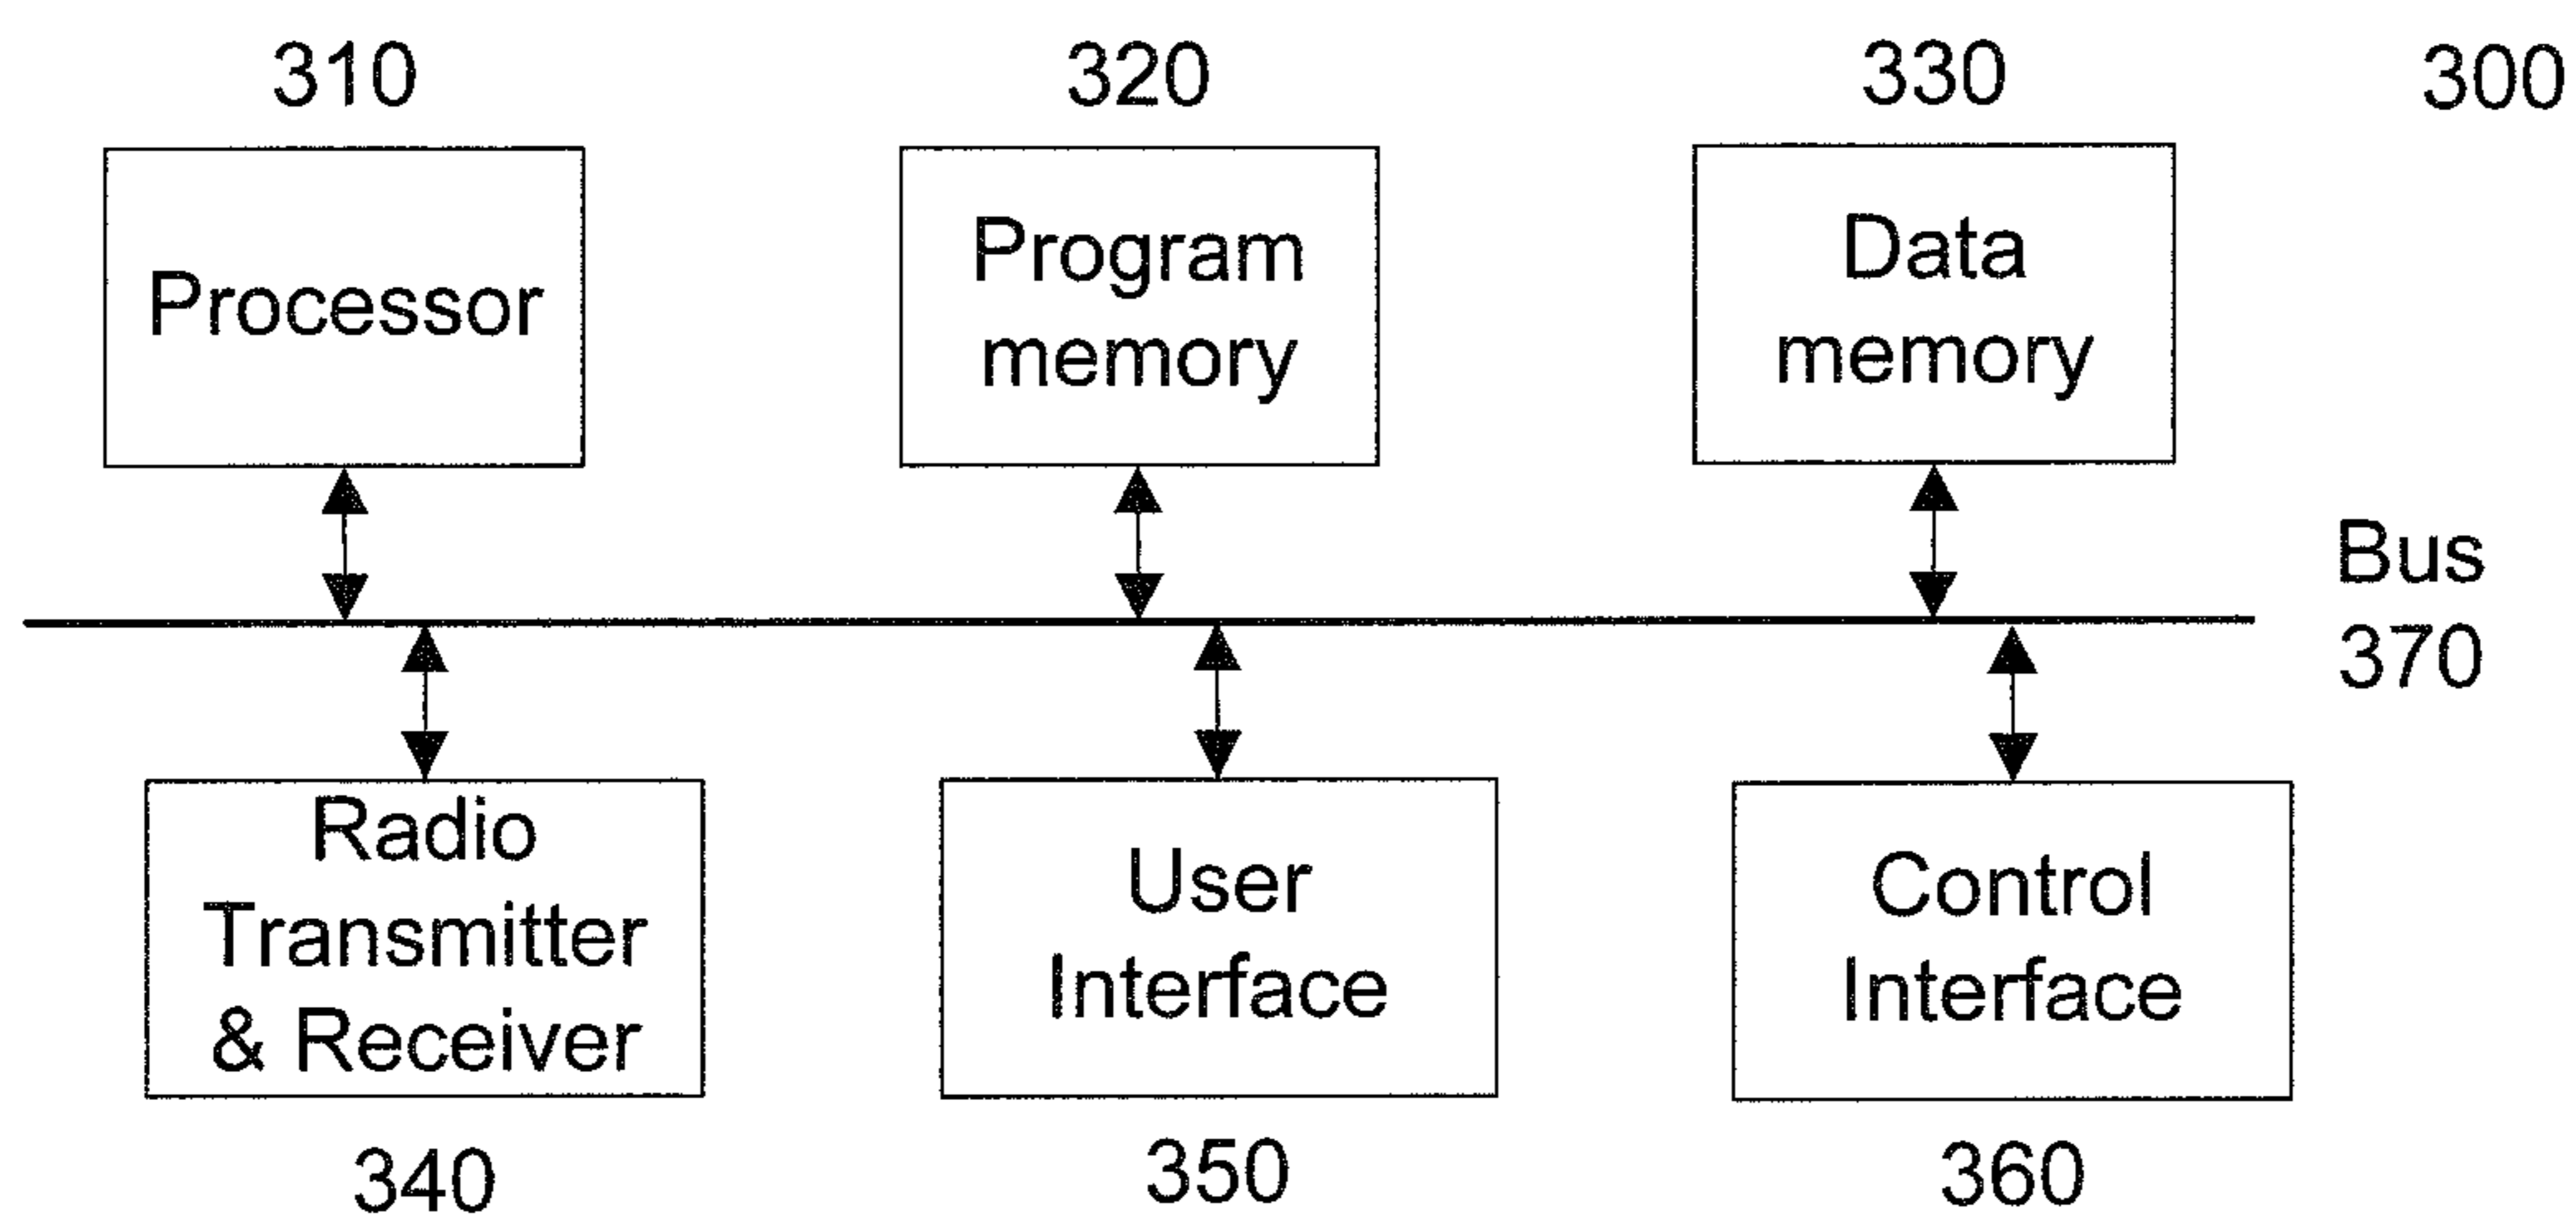 310
320
330
300
Processor
Program
memory
Data
memory
Bus
370
Radio
Transmitter
& Receiver
User
Interface
Control
Interface
340
350
360